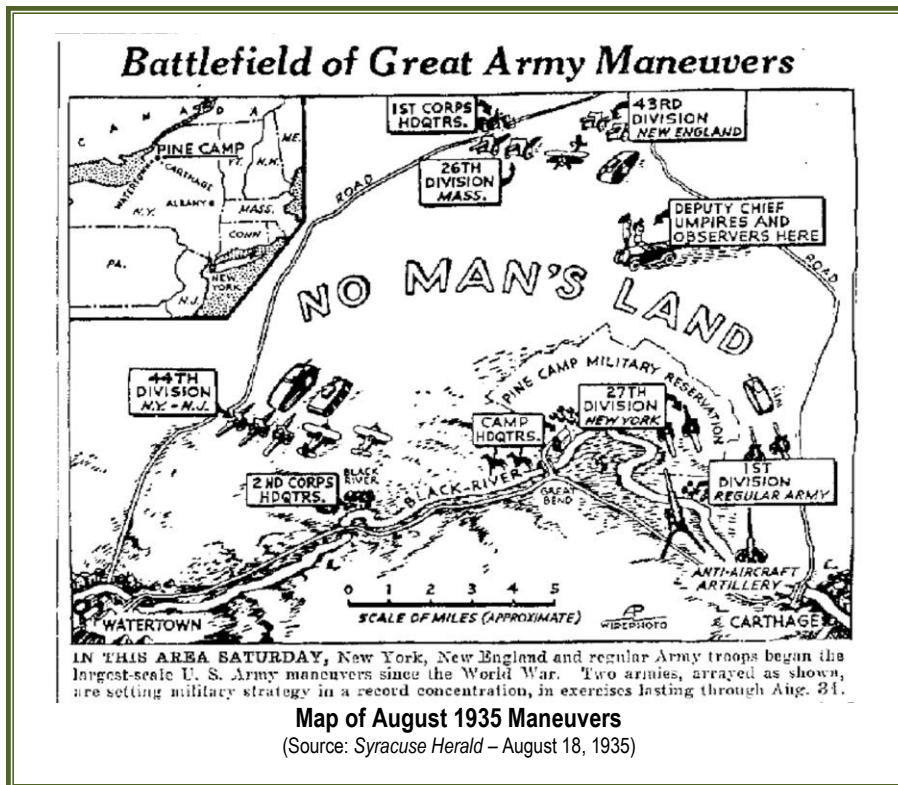 Battlefield of Great Army Maneuvers
CANADA
ME.
PINE CAMP
VT.
N.H.
WATERTOWN
CARTHAGE
ALBANY
MASS.
N.Y.
CONN
PA.
NEW YORK
N.J.
1ST CORPS
HDQTRS.
43RD
DIVISION
NEW ENGLAND
26TH
DIVISION
MASS.
ROAD
DEPUTY CHIEF
UMPIRES AND
OBSERVERS HERE
ROAD
NO MAN'S LAND
44TH
DIVISION
N.Y. - N.J.
PINE CAMP MILITARY RESERVATION
27TH
DIVISION
NEW YORK
CAMP
HDQTRS.
2ND CORPS
HDQTRS.
BLACK
RIVER
BLACK-RIVER
GREAT
BEND
1ST
DIVISION
REGULAR ARMY
ANTI-AIRCRAFT
ARTILLERY
0 1 2 3 4 5
SCALE OF MILES (APPROXIMATE)
AP
WIREPHOTO
WATERTOWN
CARTHAGE
IN THIS AREA SATURDAY, New York, New England and regular Army troops began the
largest-scale U. S. Army maneuvers since the World War. Two armies, arrayed as shown,
are setting military strategy in a record concentration, in exercises lasting through Aug. 31.
Map of August 1935 Maneuvers
(Source: Syracuse Herald – August 18, 1935)